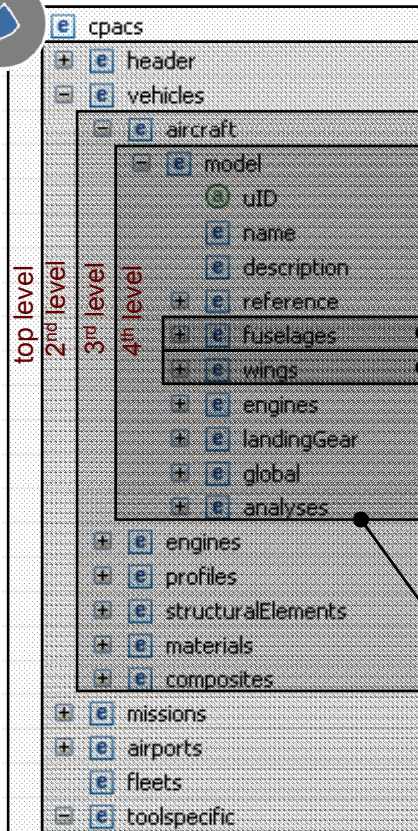 cpacs
header
vehicles
aircraft
model
uID
name
description
reference
fuselages
wings
engines
landingGear
global
analyses
engines
profiles
structuralElements
materials
composites
missions
airports
fleets
toolspecific
top level
2nd level
3rd level
4th level